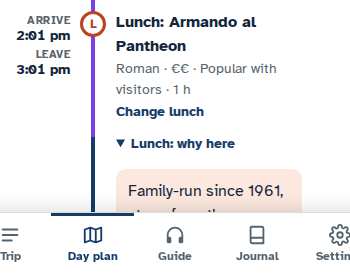 ARRIVE
2:01 pm
LEAVE
3:01 pm
L
Lunch: Armando al
Pantheon
Roman · €€ · Popular with
visitors · 1 h
Change lunch
▼ Lunch: why here
Family-run since 1961,
Trip
Day plan
Guide
Journal
Settin